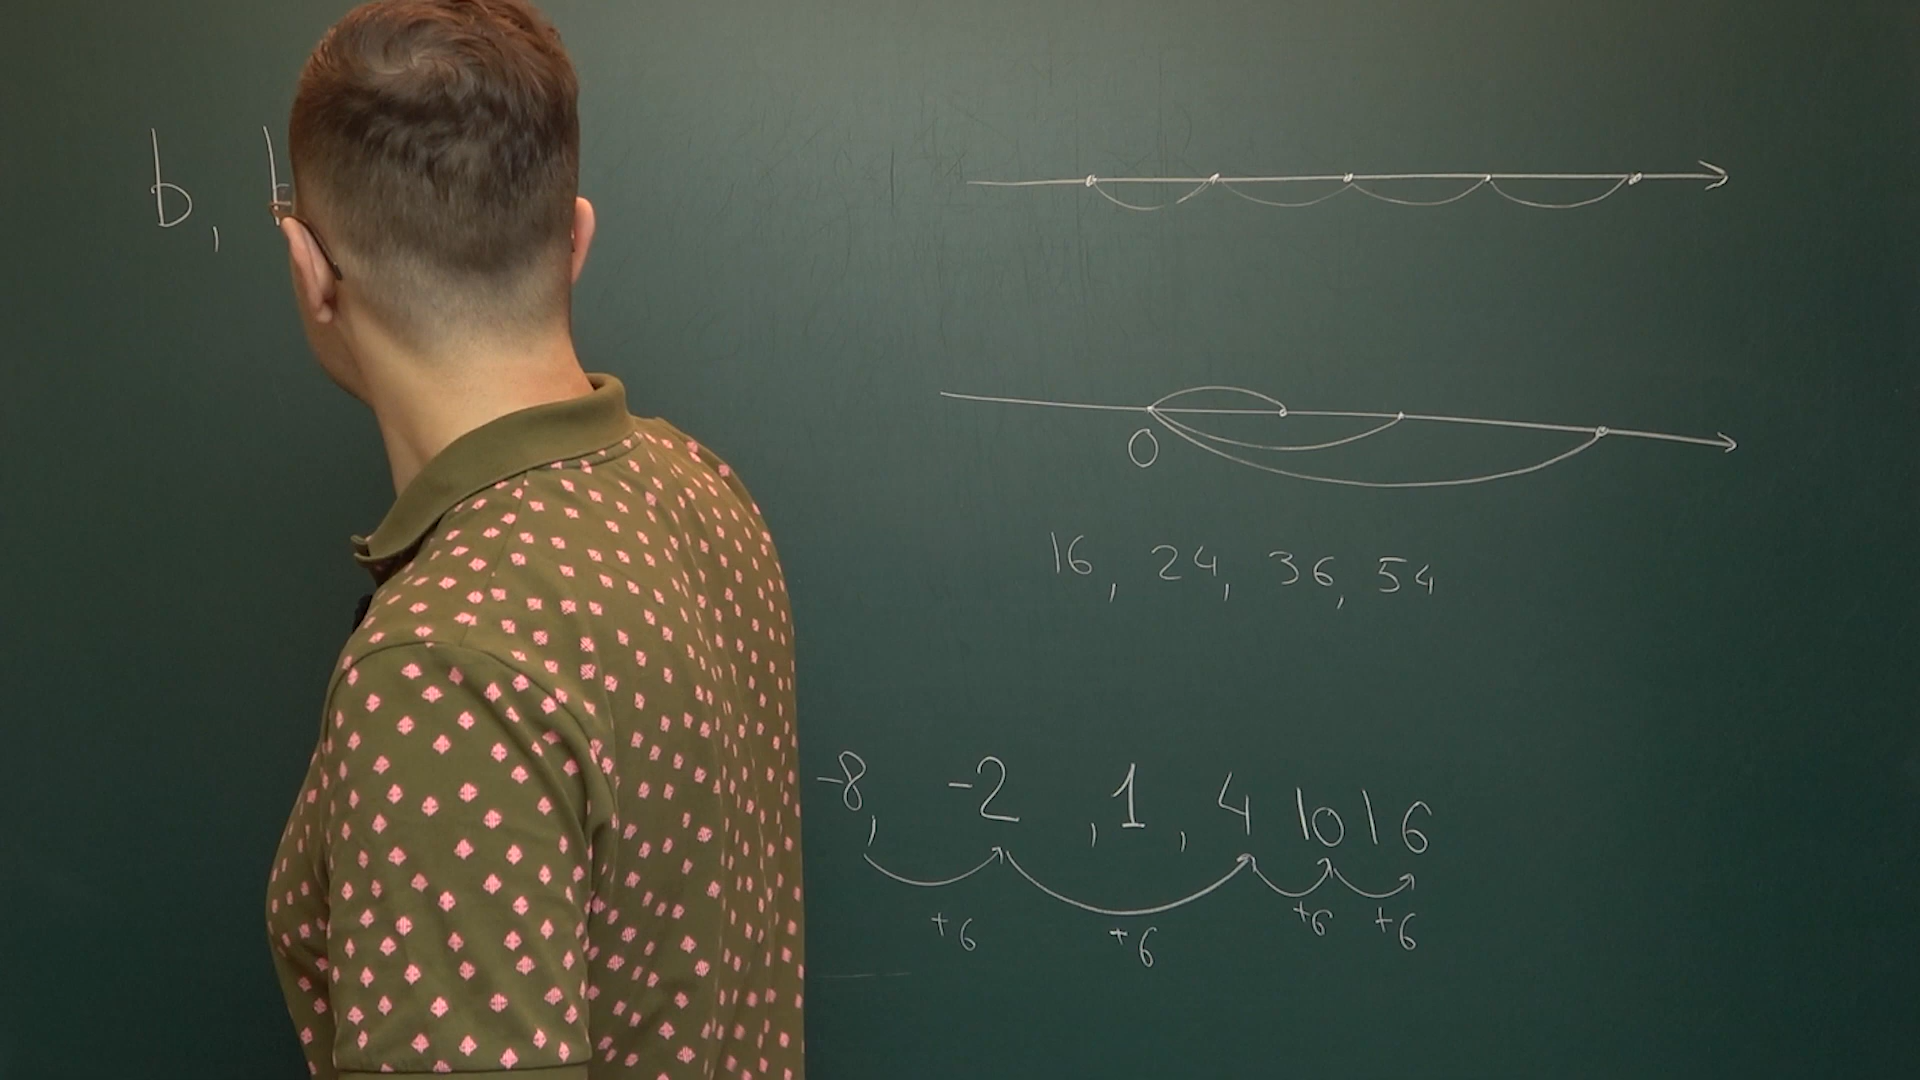 b,
0
16, 24, 36, 54
-8, -2, 1, 4 10 16
+6 +6 +6 +6